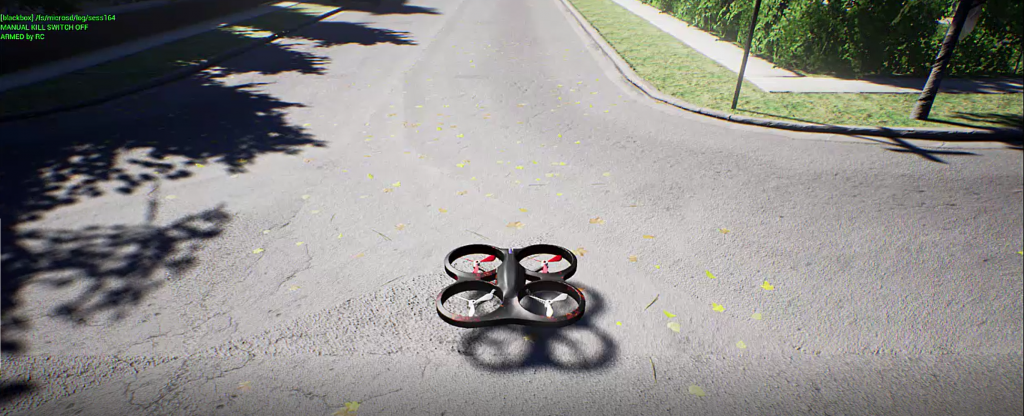 [blackbox] /fs/microsd/log/sess164
MANUAL KILL SWITCH OFF
ARMED by RC